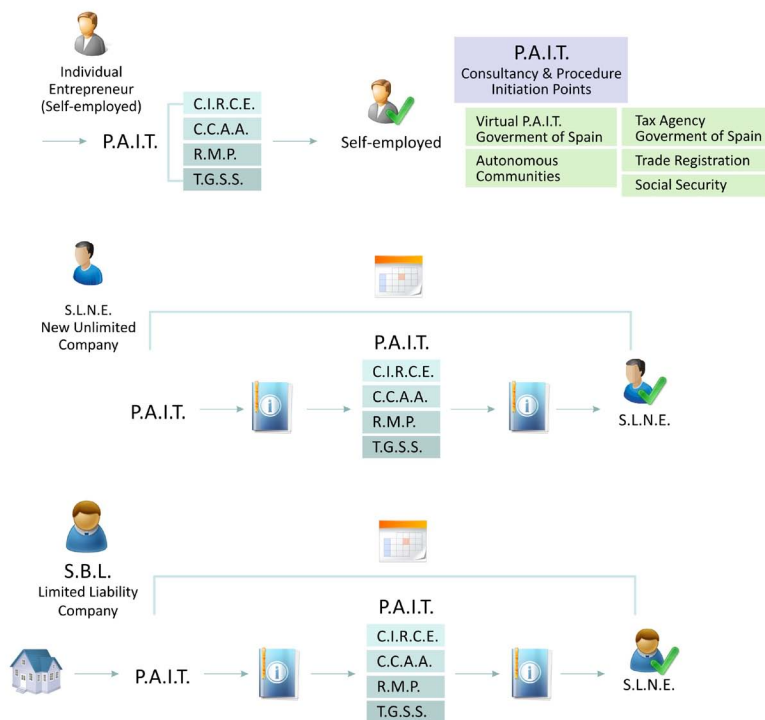 Individual
Entrepreneur
(Self-employed)
P.A.I.T.
C.I.R.C.E.
C.C.A.A.
R.M.P.
T.G.S.S.
Self-employed
P.A.I.T.
Consultancy & Procedure
Initiation Points
Virtual P.A.I.T.
Goverment of Spain
Autonomous
Communities
Tax Agency
Goverment of Spain
Trade Registration
Social Security
S.L.N.E.
New Unlimited
Company
P.A.I.T.
P.A.I.T.
C.I.R.C.E.
C.C.A.A.
R.M.P.
T.G.S.S.
S.L.N.E.
S.B.L.
Limited Liability
Company
P.A.I.T.
P.A.I.T.
C.I.R.C.E.
C.C.A.A.
R.M.P.
T.G.S.S.
S.L.N.E.